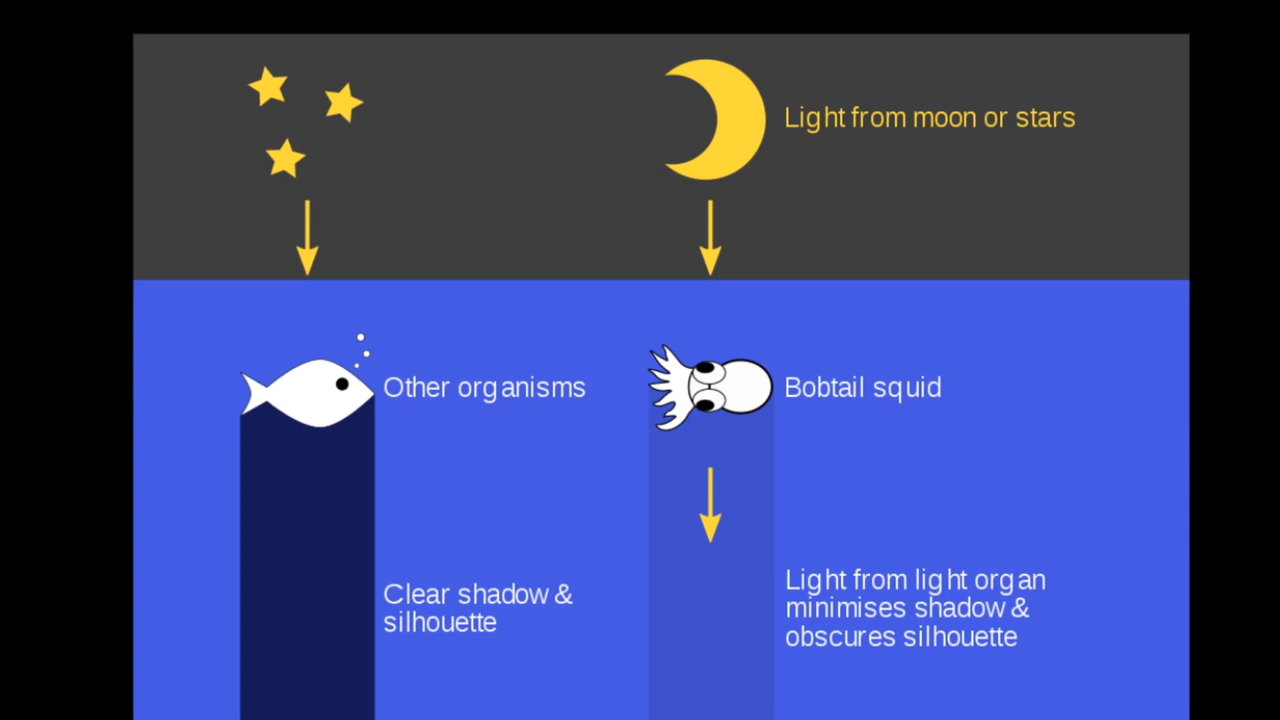 Light from moon or stars
Other organisms
Bobtail squid
Clear shadow &
silhouette
Light from light organ
minimises shadow &
obscures silhouette